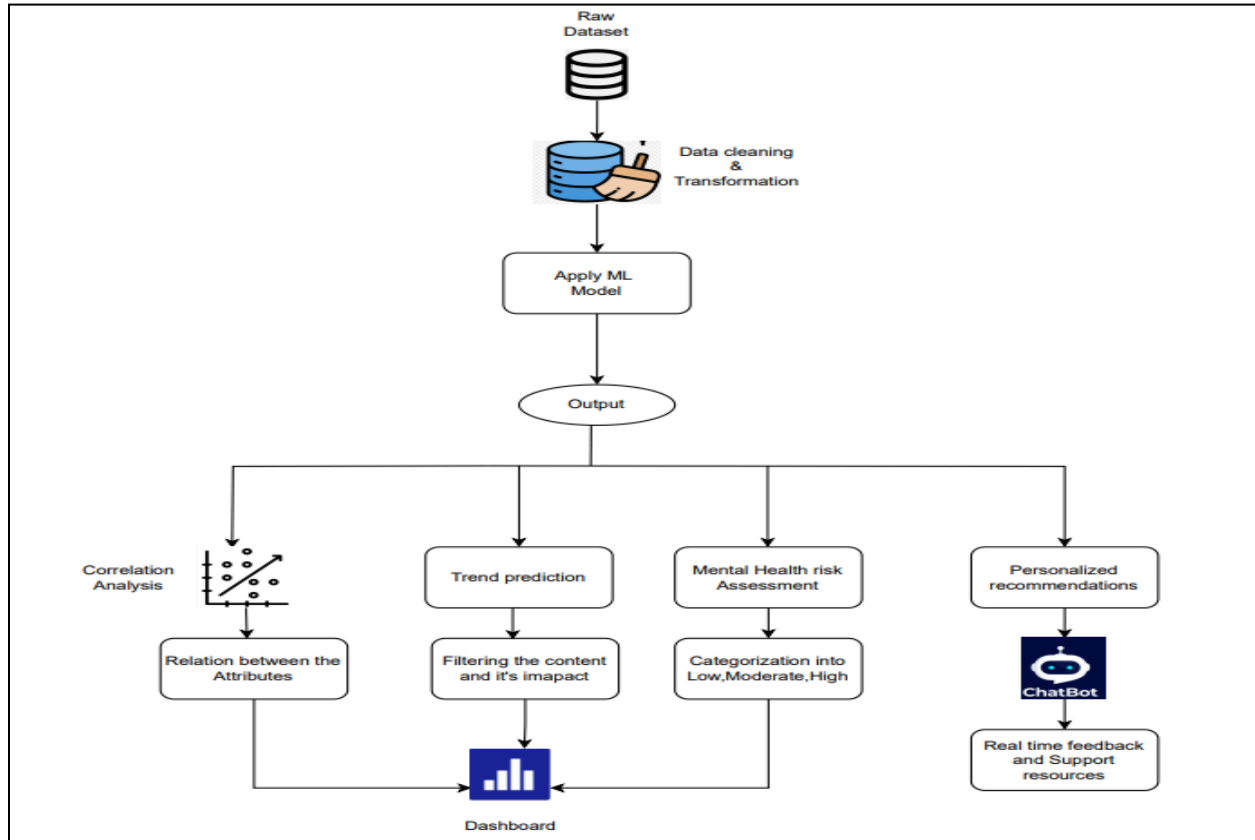 Raw
Dataset
Data cleaning
&
Transformation
Apply ML
Model
Output
Correlation
Analysis
Trend prediction
Mental Health risk
Assessment
Personalized
recommendations
Relation between the
Attributes
Filtering the content
and it's imapact
Categorization into
Low,Moderate,High
ChatBot
Real time feedback
and Support
resources
Dashboard